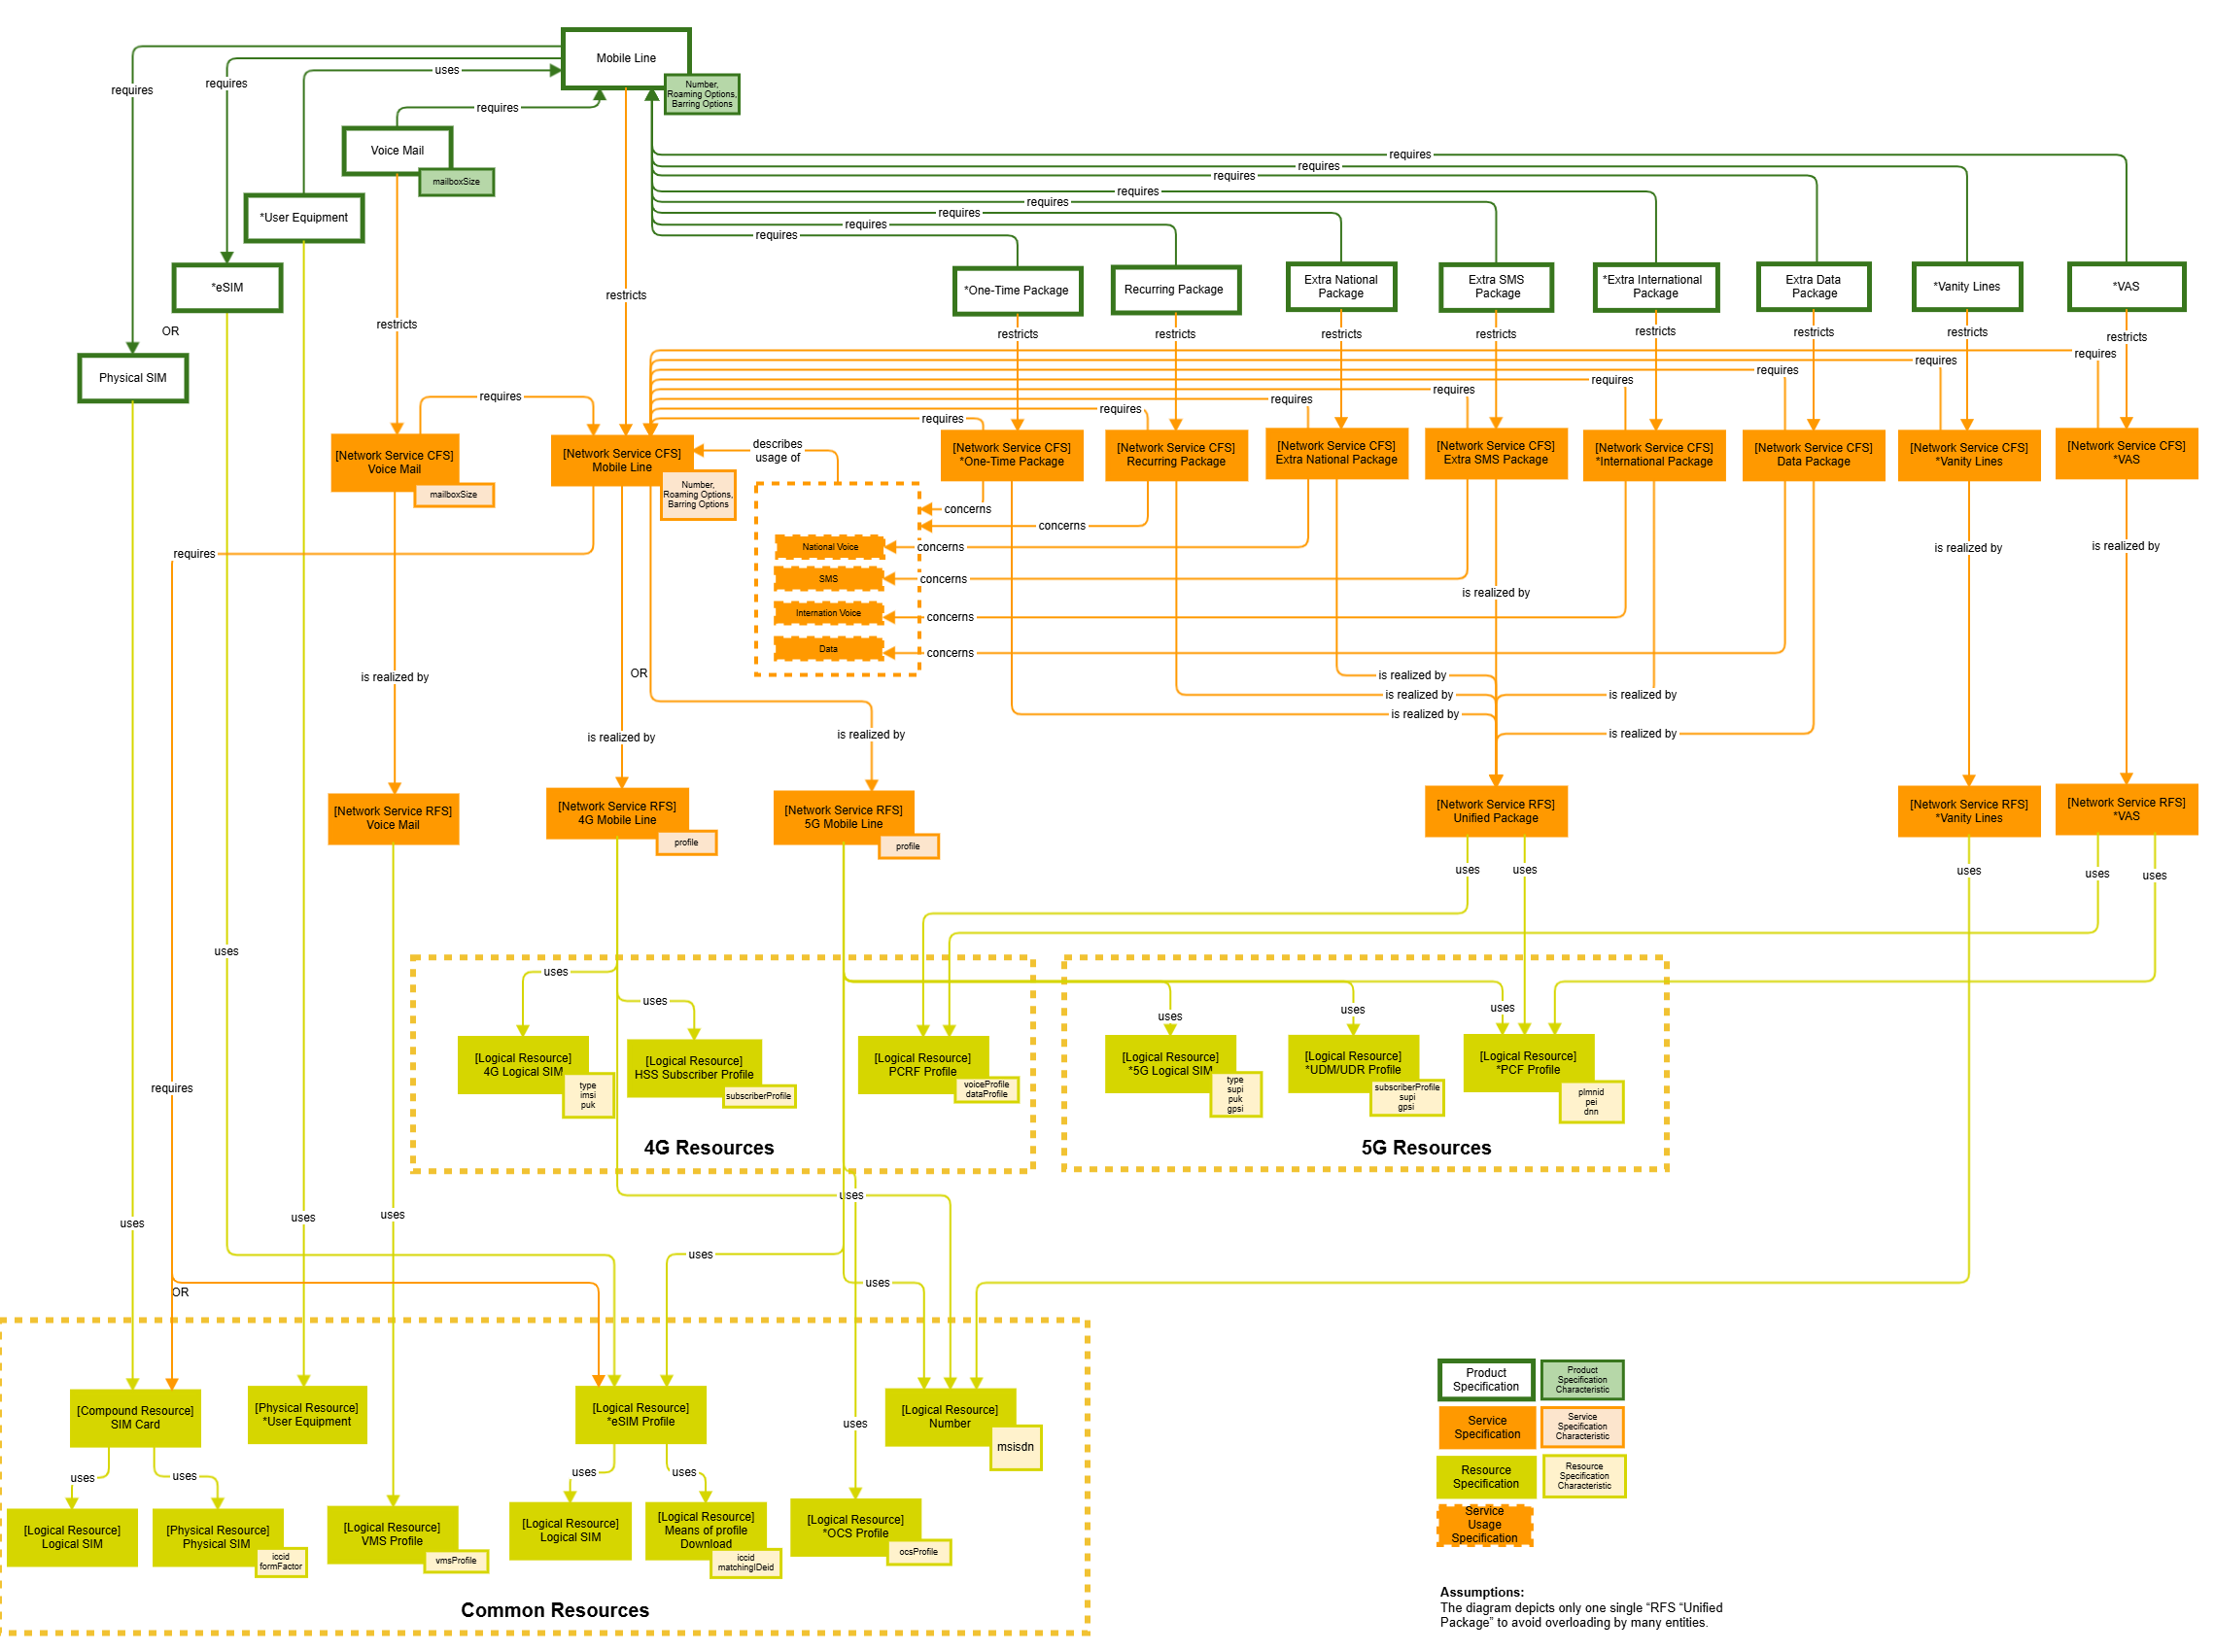 Mobile Line
Number,
Roaming Options,
Barring Options
requires
requires
uses
requires
Voice Mail
mailboxSize
*User Equipment
*eSIM
OR
Physical SIM
requires
requires
requires
requires
requires
requires
requires
requires
*One-Time Package
Recurring Package
Extra National
Package
Extra SMS
Package
*Extra International
Package
Extra Data
Package
*Vanity Lines
*VAS
restricts
restricts
restricts
restricts
restricts
restricts
restricts
restricts
restricts
restricts
requires
requires
requires
requires
requires
requires
requires
requires
requires
[Network Service CFS]
Voice Mail
mailboxSize
[Network Service CFS]
Mobile Line
Number,
Roaming Options,
Barring Options
describes
usage of
[Network Service CFS]
*One-Time Package
[Network Service CFS]
Recurring Package
[Network Service CFS]
Extra National Package
[Network Service CFS]
Extra SMS Package
[Network Service CFS]
*International Package
[Network Service CFS]
Data Package
[Network Service CFS]
*Vanity Lines
[Network Service CFS]
*VAS
concerns
concerns
National Voice
concerns
SMS
concerns
Internation Voice
concerns
Data
concerns
requires
is realized by
is realized by
is realized by
is realized by
OR
is realized by
is realized by
is realized by
is realized by
is realized by
is realized by
is realized by
is realized by
[Network Service RFS]
Voice Mail
[Network Service RFS]
4G Mobile Line
profile
[Network Service RFS]
5G Mobile Line
profile
[Network Service RFS]
Unified Package
[Network Service RFS]
*Vanity Lines
[Network Service RFS]
*VAS
uses
uses
uses
uses
uses
uses
uses
uses
uses
uses
uses
[Logical Resource]
4G Logical SIM
type
imsi
puk
[Logical Resource]
HSS Subscriber Profile
subscriberProfile
[Logical Resource]
PCRF Profile
voiceProfile
dataProfile
[Logical Resource]
*5G Logical SIM
type
supi
puk
gpsi
[Logical Resource]
*UDM/UDR Profile
subscriberProfile
supi
gpsi
[Logical Resource]
*PCF Profile
plmnid
pei
dnn
4G Resources
5G Resources
requires
uses
uses
uses
uses
uses
uses
OR
[Compound Resource]
SIM Card
[Physical Resource]
*User Equipment
[Logical Resource]
*eSIM Profile
[Logical Resource]
Number
msisdn
uses
uses
uses
uses
uses
[Logical Resource]
Logical SIM
[Physical Resource]
Physical SIM
iccid
formFactor
[Logical Resource]
VMS Profile
vmsProfile
[Logical Resource]
Logical SIM
[Logical Resource]
Means of profile
Download
iccid
matchingIDeid
[Logical Resource]
*OCS Profile
ocsProfile
Common Resources
Product
Specification
Product
Specification
Characteristic
Service
Specification
Service
Specification
Characteristic
Resource
Specification
Resource
Specification
Characteristic
Service
Usage
Specification
Assumptions:
The diagram depicts only one single “RFS “Unified
Package” to avoid overloading by many entities.